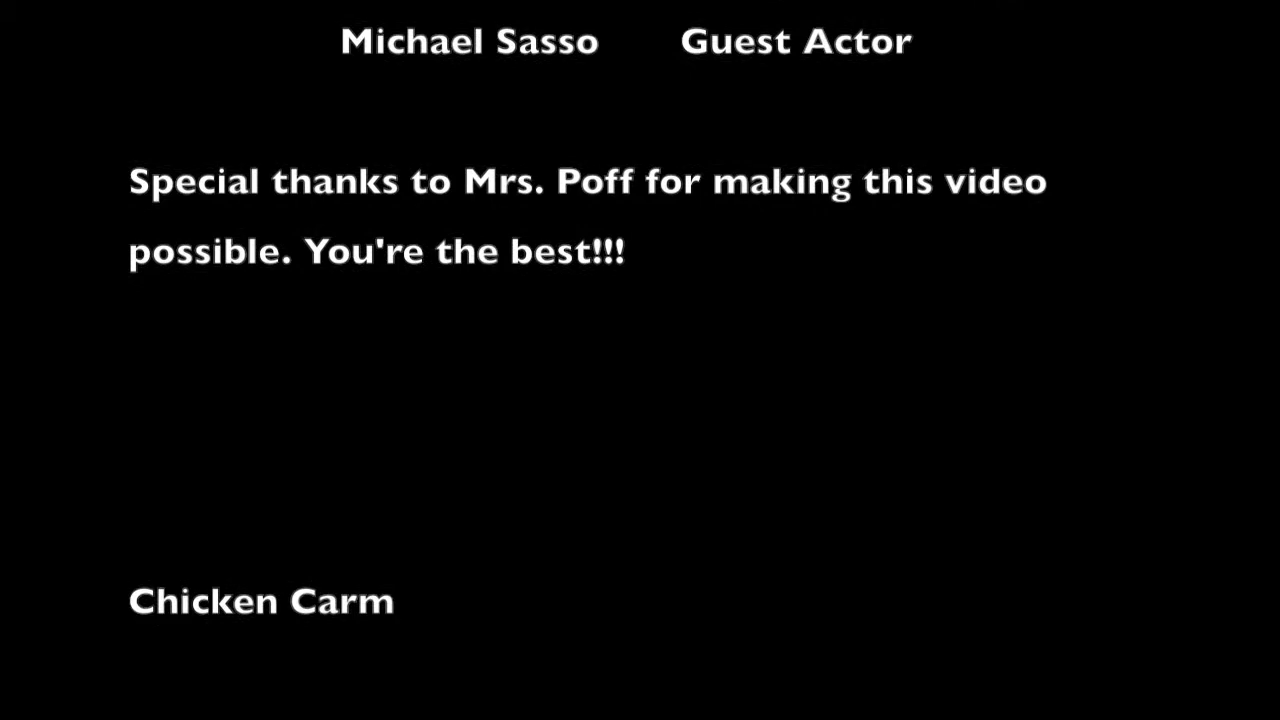 Michael Sasso Guest Actor
Special thanks to Mrs. Poff for making this video
possible. You're the best!!!
Chicken Carm